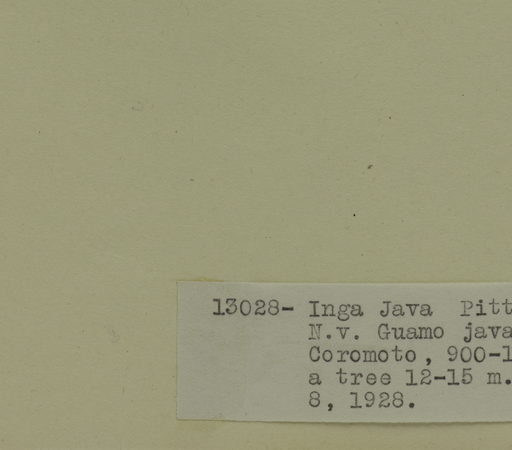 13028- Inga Java Pitt
N.v. Guamo java
Coromoto, 900-1
a tree 12-15 m.
8, 1928.